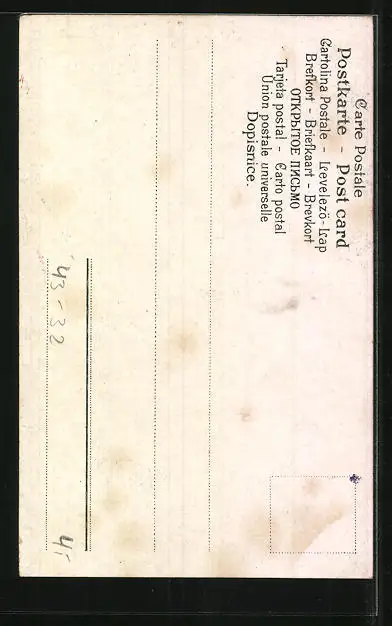 Carte Postale
Postkarte - Post card
Cartolina Postale - Levelező-Lap
Brefkort - Briefkaart - Brevkort
ОТКРЫТОЕ ПИСЬМО
Tarjeta postal - Carto postal
Union postale universelle
Dopisnice.
43-32
4,-